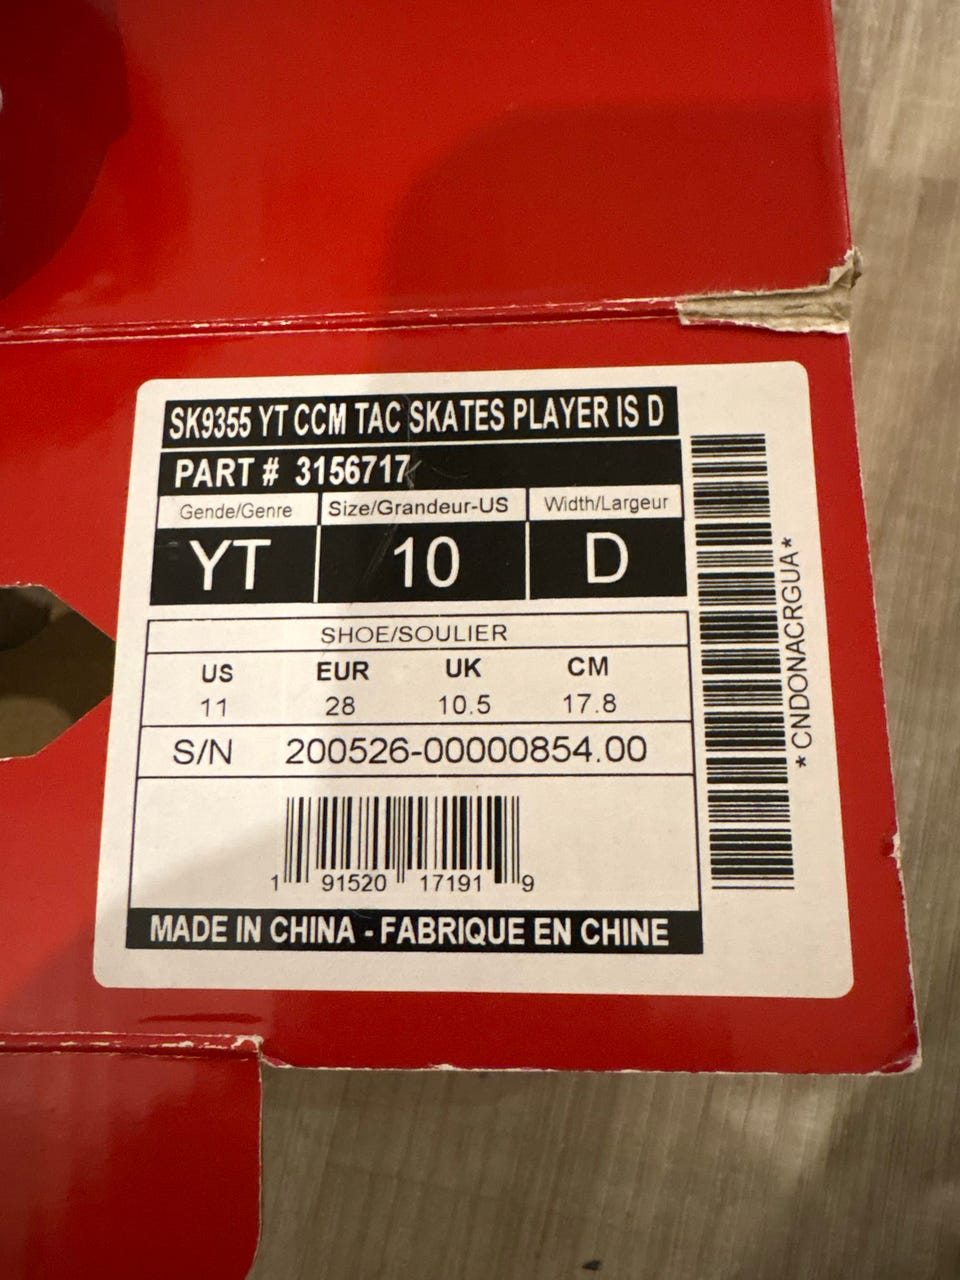 SK9355 YT CCM TAC SKATES PLAYER IS D
PART # 3156717
Gende/Genre Size/Grandeur-US Width/Largeur
YT 10 D
SHOE/SOULIER
US EUR UK CM
11 28 10.5 17.8
S/N 200526-00000854.00
1 91520 17191 9
MADE IN CHINA - FABRIQUE EN CHINE
*CNDONACRGUA*